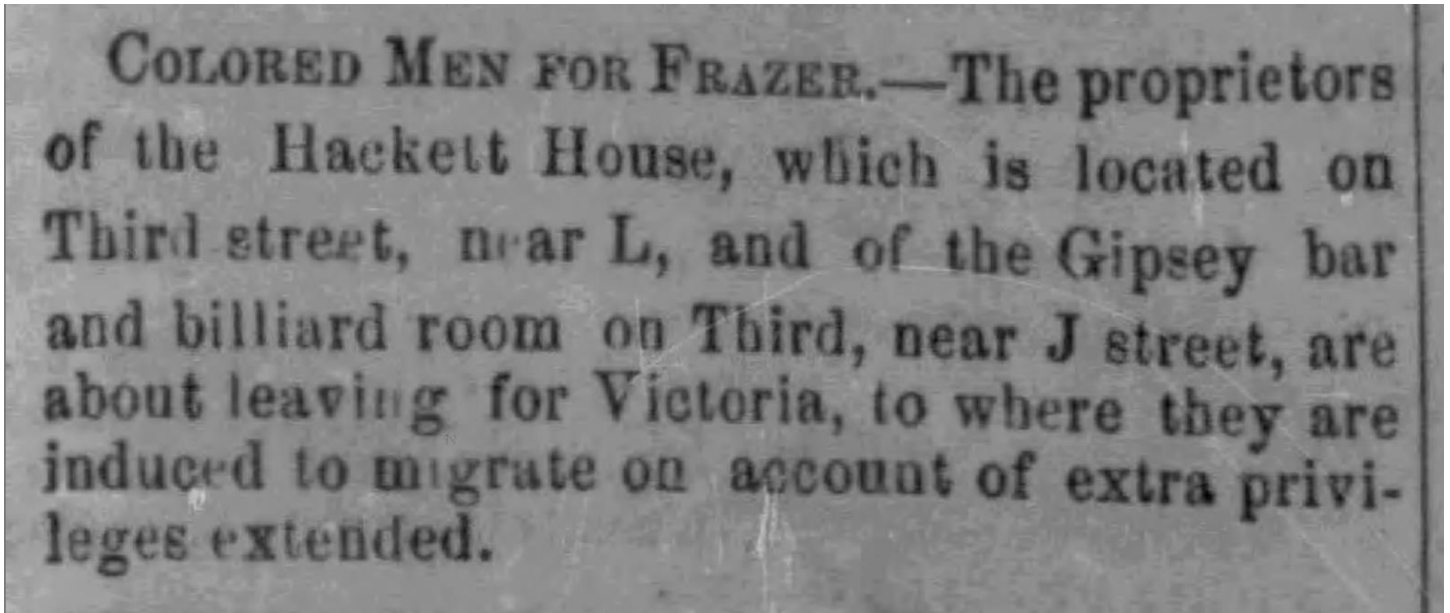 COLORED MEN FOR FRAZER.—The proprietors
of the Hackett House, which is located on
Third street, near L, and of the Gipsey bar
and billiard room on Third, near J street, are
about leaving for Victoria, to where they are
induced to migrate on account of extra privi-
leges extended.